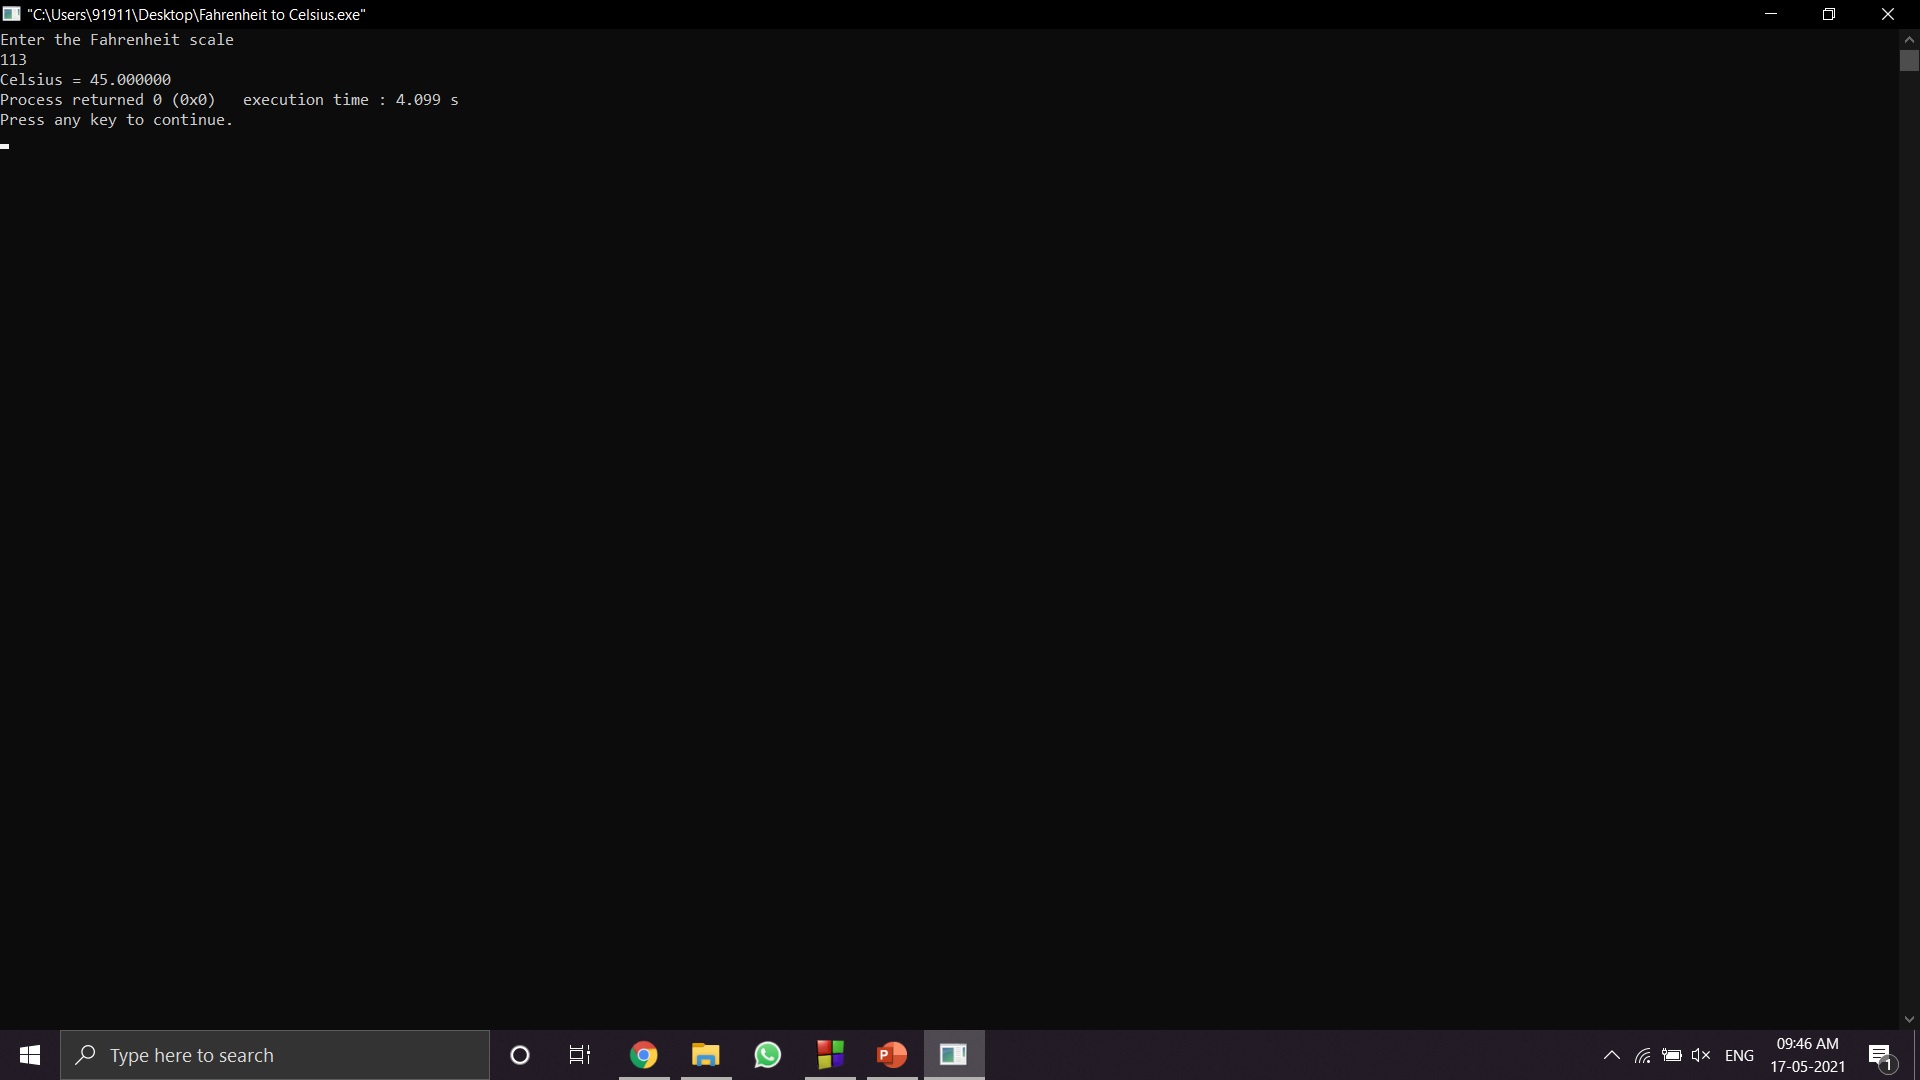 "C:\Users\91911\Desktop\Fahrenheit to Celsius.exe"
Enter the Fahrenheit scale
113
Celsius = 45.000000
Process returned 0 (0x0)   execution time : 4.099 s
Press any key to continue.
Type here to search
P
ENG
09:46 AM
17-05-2021
1